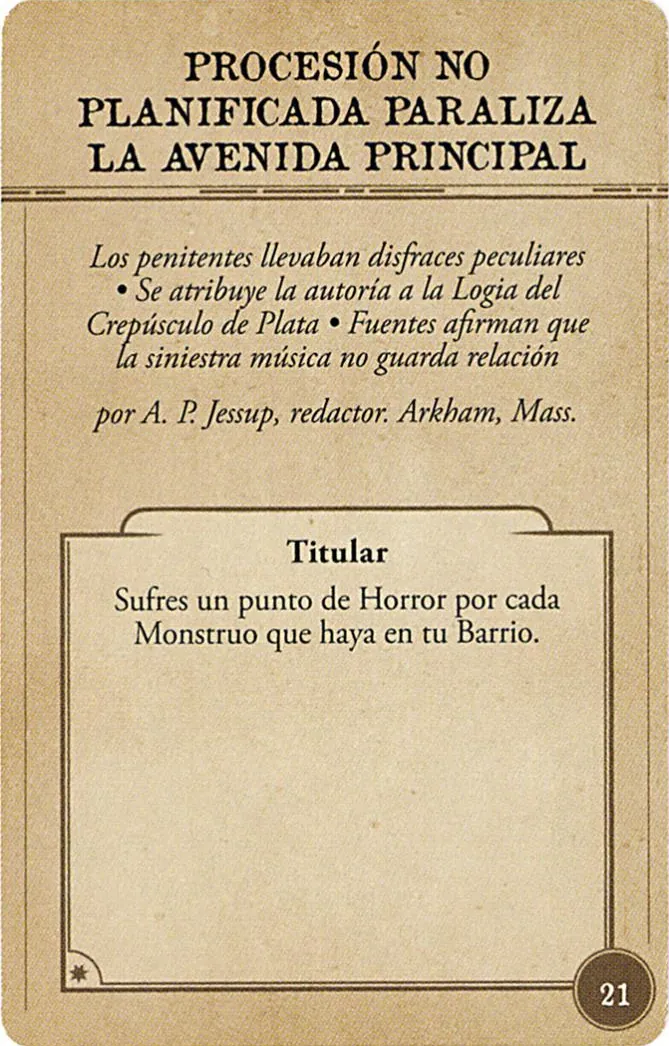 PROCESIÓN NO
PLANIFICADA PARALIZA
LA AVENIDA PRINCIPAL
Los penitentes llevaban disfraces peculiares
• Se atribuye la autoría a la Logia del
Crepúsculo de Plata • Fuentes afirman que
la siniestra música no guarda relación
por A. P. Jessup, redactor. Arkham, Mass.
Titular
Sufres un punto de Horror por cada
Monstruo que haya en tu Barrio.
21